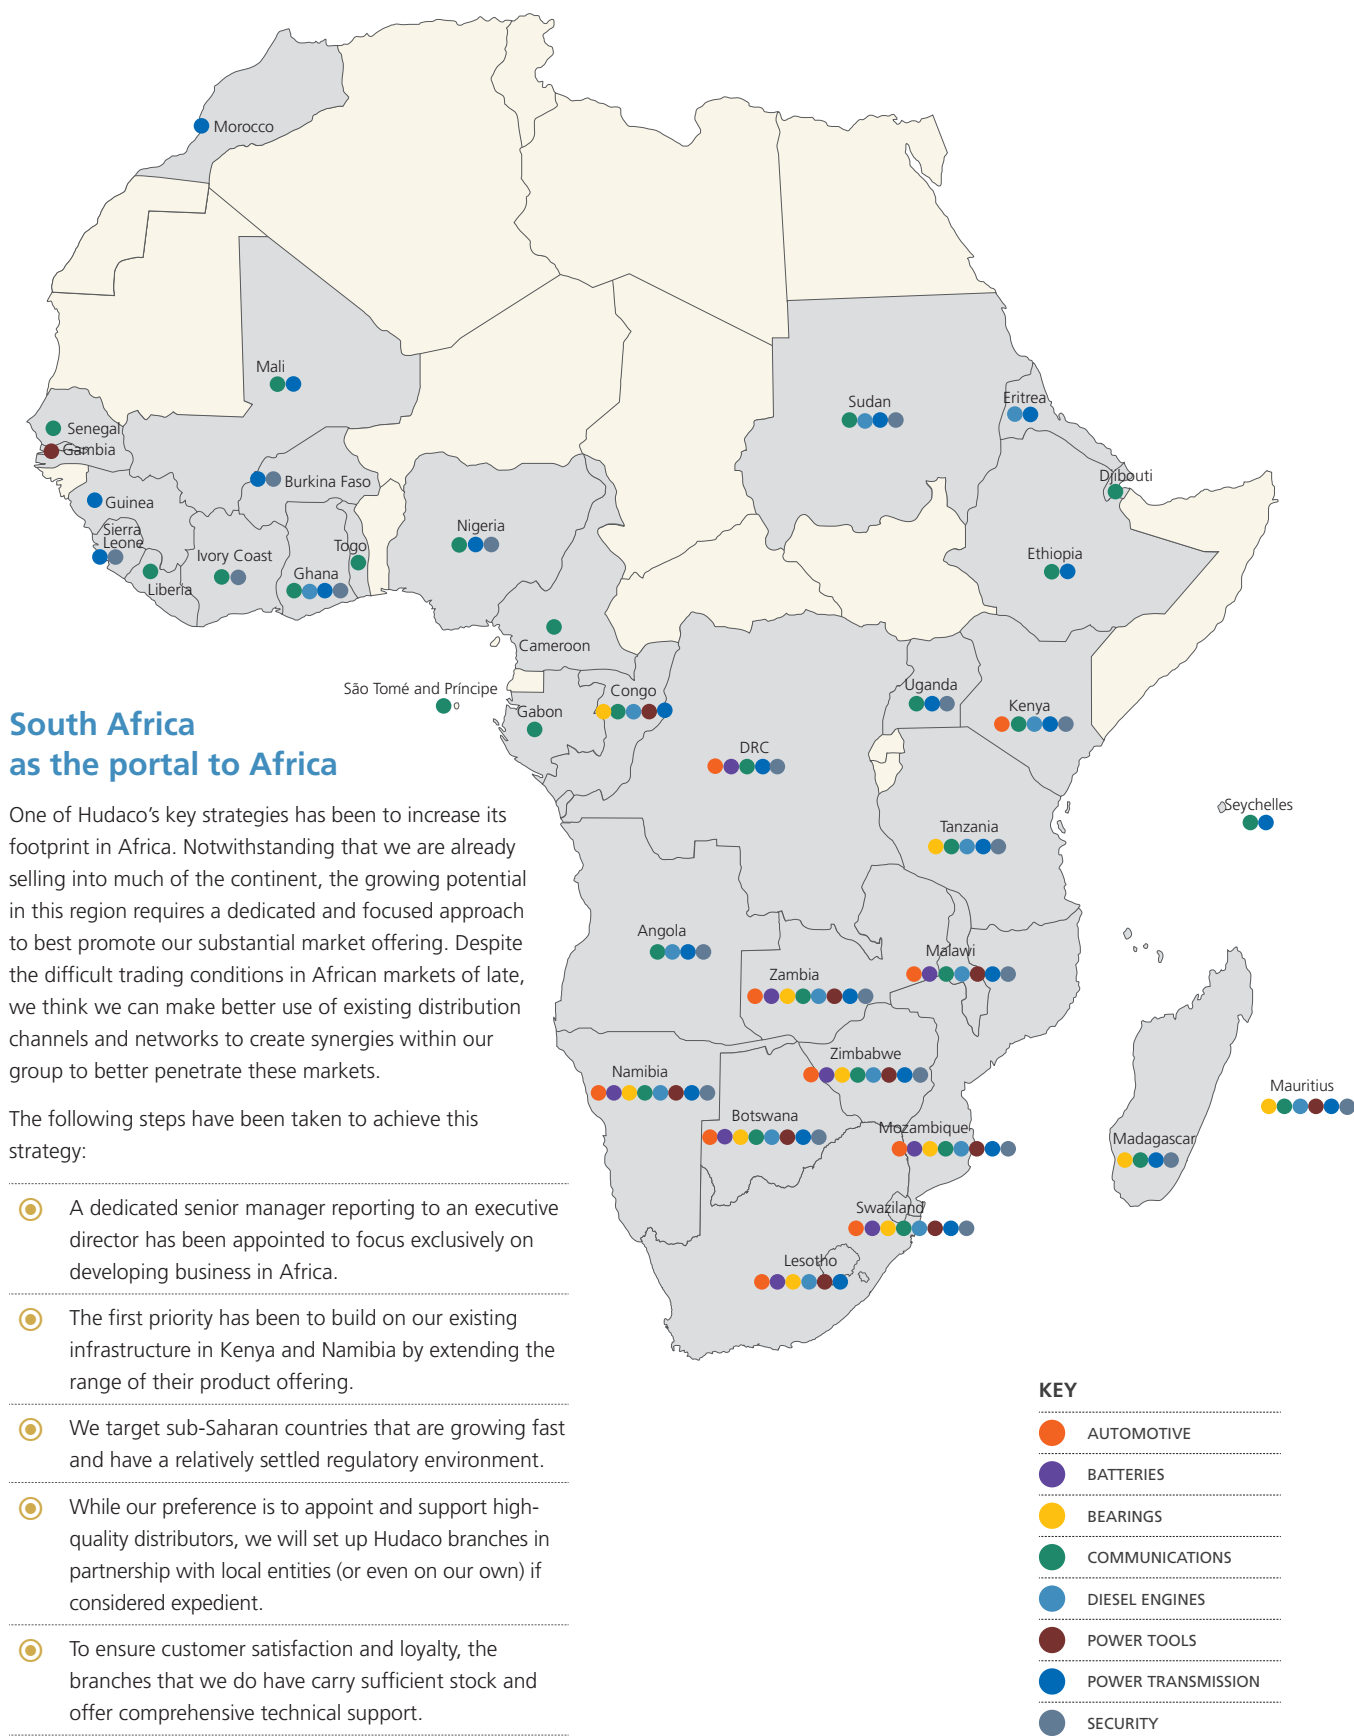 Morocco
Mali
Senegal
Gambia
Sudan
Eritrea
Djibouti
Burkina Faso
Guinea
Sierra
Leone
Nigeria
Togo
Ivory Coast
Ghana
Liberia
Ethiopia
Cameroon
São Tomé and Príncipe
Gabon
Congo
Uganda
Kenya
DRC
Seychelles
Tanzania
Angola
Zambia
Malawi
Namibia
Zimbabwe
Botswana
Mozambique
Mauritius
Madagascar
Swaziland
Lesotho
South Africa
as the portal to Africa
One of Hudaco's key strategies has been to increase its
footprint in Africa. Notwithstanding that we are already
selling into much of the continent, the growing potential
in this region requires a dedicated and focused approach
to best promote our substantial market offering. Despite
the difficult trading conditions in African markets of late,
we think we can make better use of existing distribution
channels and networks to create synergies within our
group to better penetrate these markets.
The following steps have been taken to achieve this
strategy:
A dedicated senior manager reporting to an executive
director has been appointed to focus exclusively on
developing business in Africa.
The first priority has been to build on our existing
infrastructure in Kenya and Namibia by extending the
range of their product offering.
We target sub-Saharan countries that are growing fast
and have a relatively settled regulatory environment.
While our preference is to appoint and support high-
quality distributors, we will set up Hudaco branches in
partnership with local entities (or even on our own) if
considered expedient.
To ensure customer satisfaction and loyalty, the
branches that we do have carry sufficient stock and
offer comprehensive technical support.
KEY
AUTOMOTIVE
BATTERIES
BEARINGS
COMMUNICATIONS
DIESEL ENGINES
POWER TOOLS
POWER TRANSMISSION
SECURITY